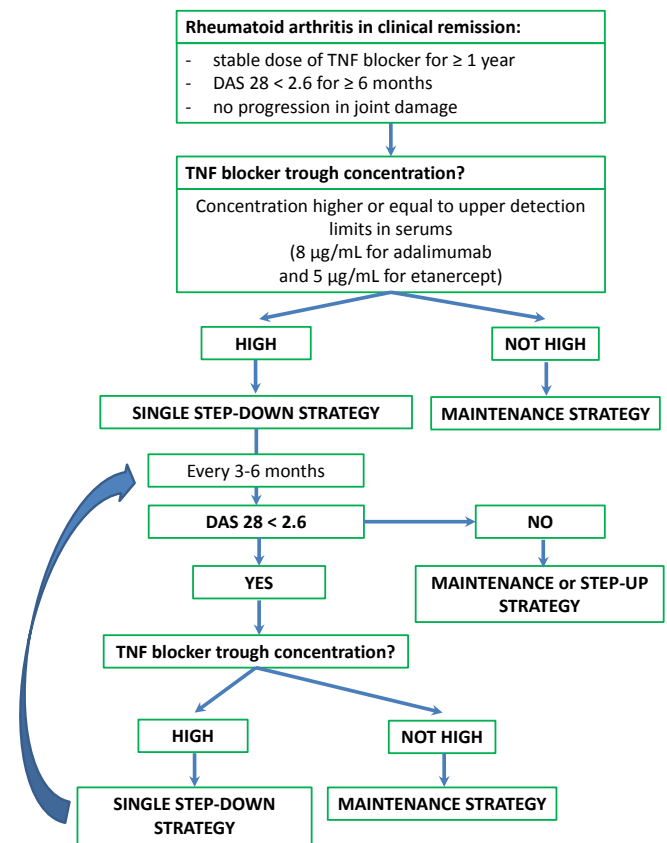 Rheumatoid arthritis in clinical remission:
- stable dose of TNF blocker for ≥ 1 year
- DAS 28 < 2.6 for ≥ 6 months
- no progression in joint damage
TNF blocker trough concentration?
Concentration higher or equal to upper detection
limits in serums
(8 µg/mL for adalimumab
and 5 µg/mL for etanercept)
HIGH
NOT HIGH
SINGLE STEP-DOWN STRATEGY
MAINTENANCE STRATEGY
Every 3-6 months
DAS 28 < 2.6
NO
YES
MAINTENANCE or STEP-UP
STRATEGY
TNF blocker trough concentration?
HIGH
NOT HIGH
SINGLE STEP-DOWN
STRATEGY
MAINTENANCE STRATEGY